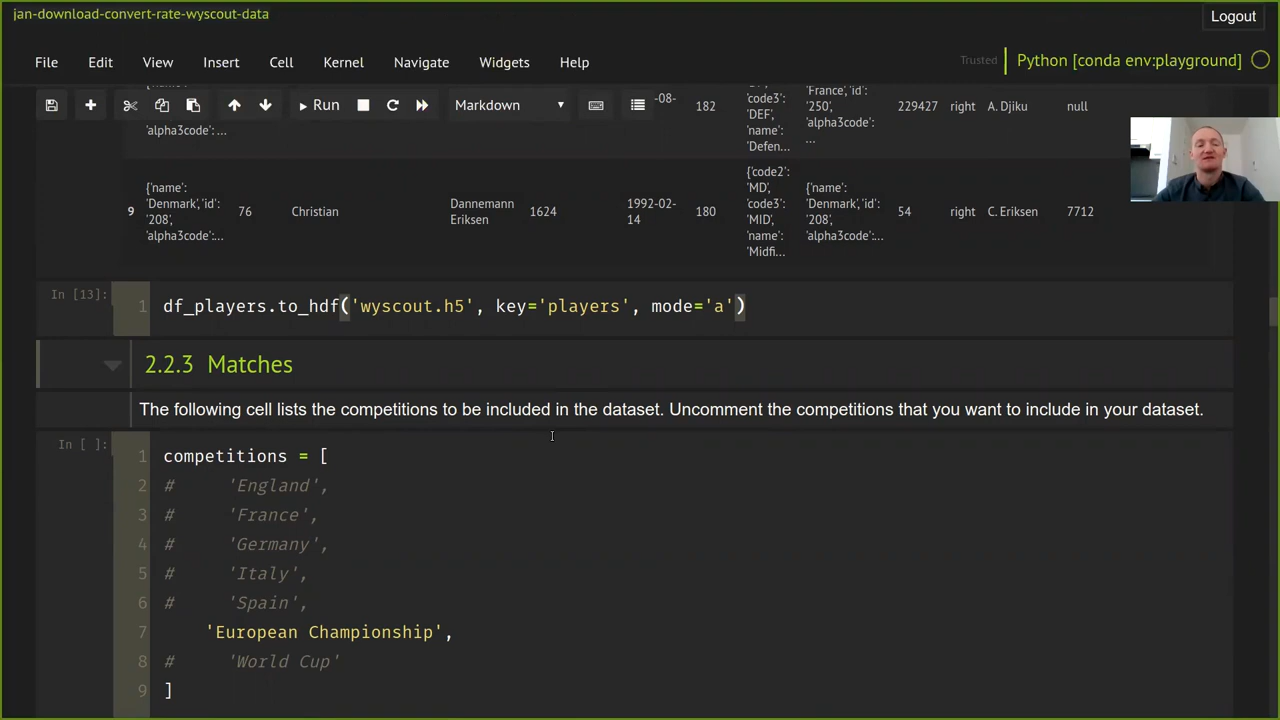 jan-download-convert-rate-wyscout-data
Logout
File Edit View Insert Cell Kernel Navigate Widgets Help
Trusted Python [conda env:playground]
Run Markdown
'alpha3code': ...
-08-
182
'code3':
'DEF',
'name':
'Defen...
'France','id':
'250',
'alpha3code':
...
229427 right A. Djiku null
9
{'name':
'Denmark','id':
'208',
'alpha3code':...
76 Christian
Dannemann
Eriksen
1624
1992-02-
14
180
{'code2':
'MD',
'code3':
'MID',
'name':
'Midfi...
{'name':
'Denmark','id':
'208',
'alpha3code':...
54 right C. Eriksen 7712
In [13]:
1 df_players.to_hdf('wyscout.h5', key='players', mode='a')
2.2.3 Matches
The following cell lists the competitions to be included in the dataset. Uncomment the competitions that you want to include in your dataset.
In [ ]:
1 competitions = [
2 # 'England',
3 # 'France',
4 # 'Germany',
5 # 'Italy',
6 # 'Spain',
7 'European Championship',
8 # 'World Cup'
9 ]